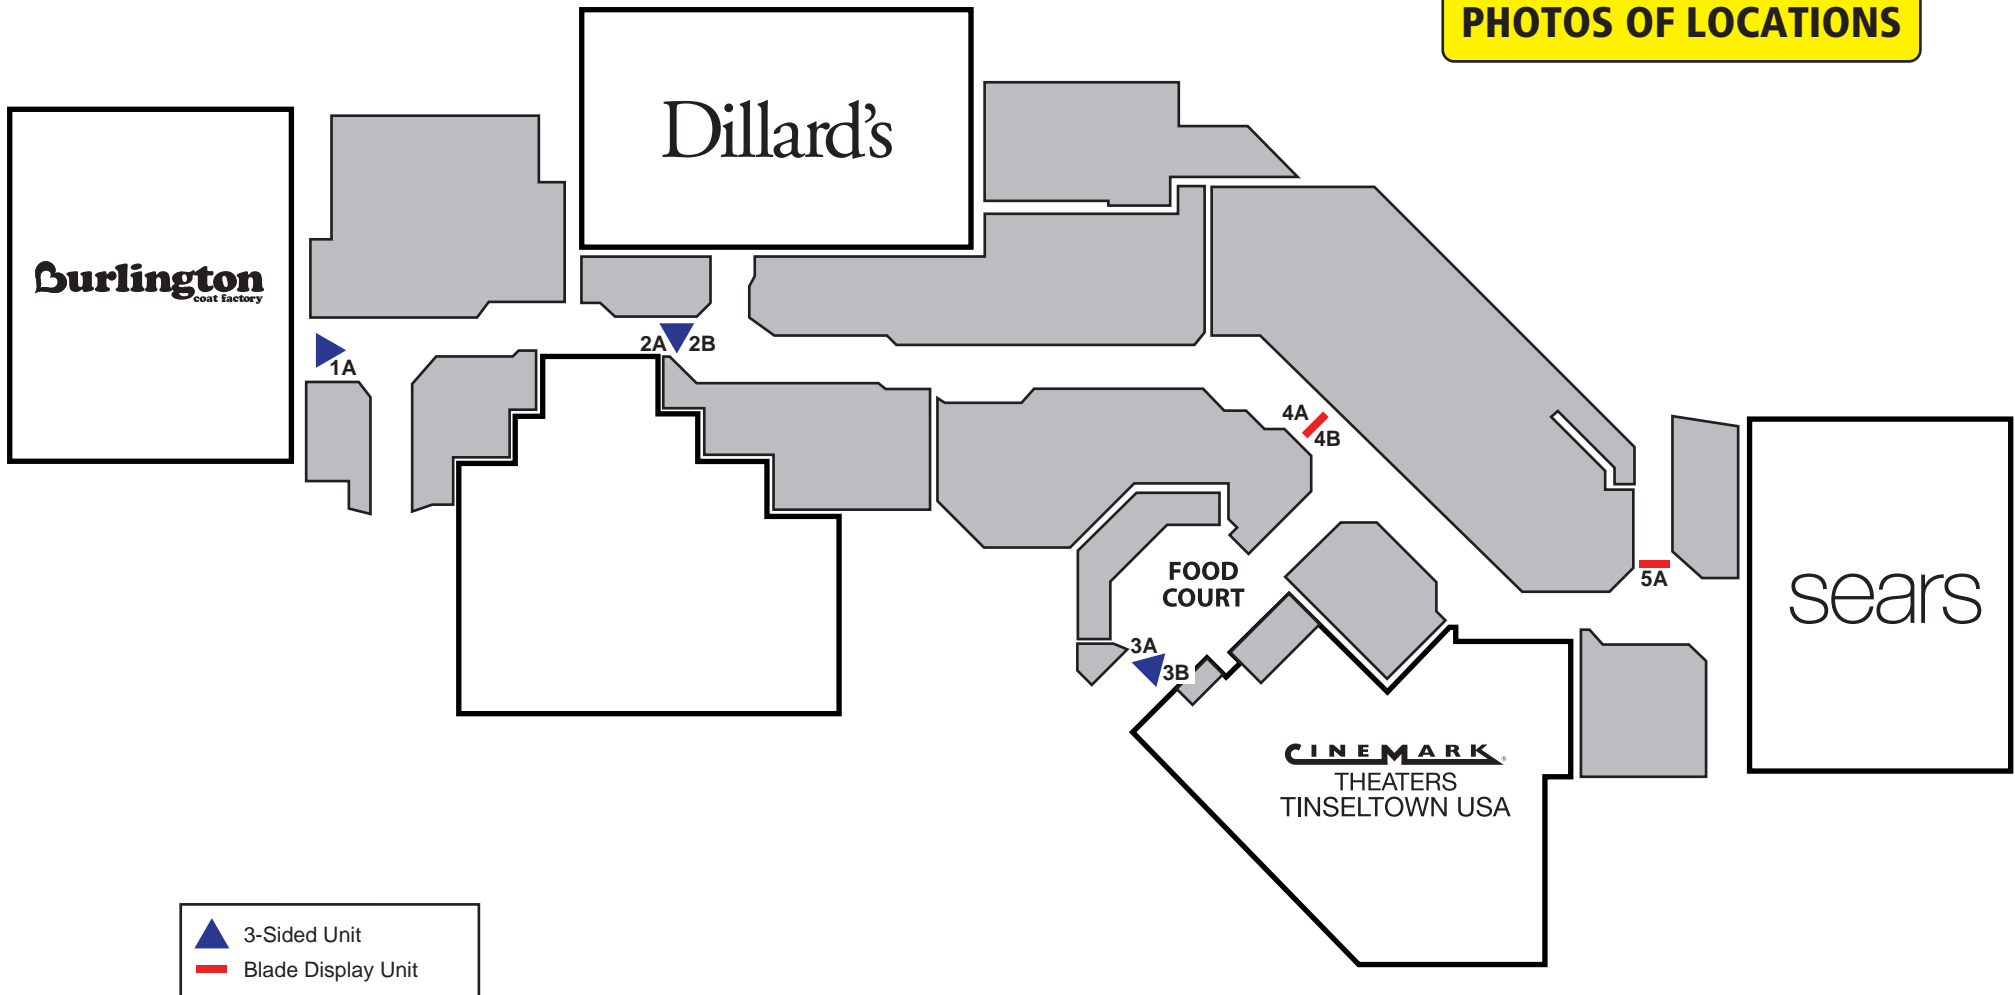 PHOTOS OF LOCATIONS
Dillard's
Burlington
coat factory
2A 2B
1A
4A
4B
FOOD
COURT
5A
sears
3A
3B
CINEMARK
THEATERS
TINSELTOWN USA
3-Sided Unit
Blade Display Unit